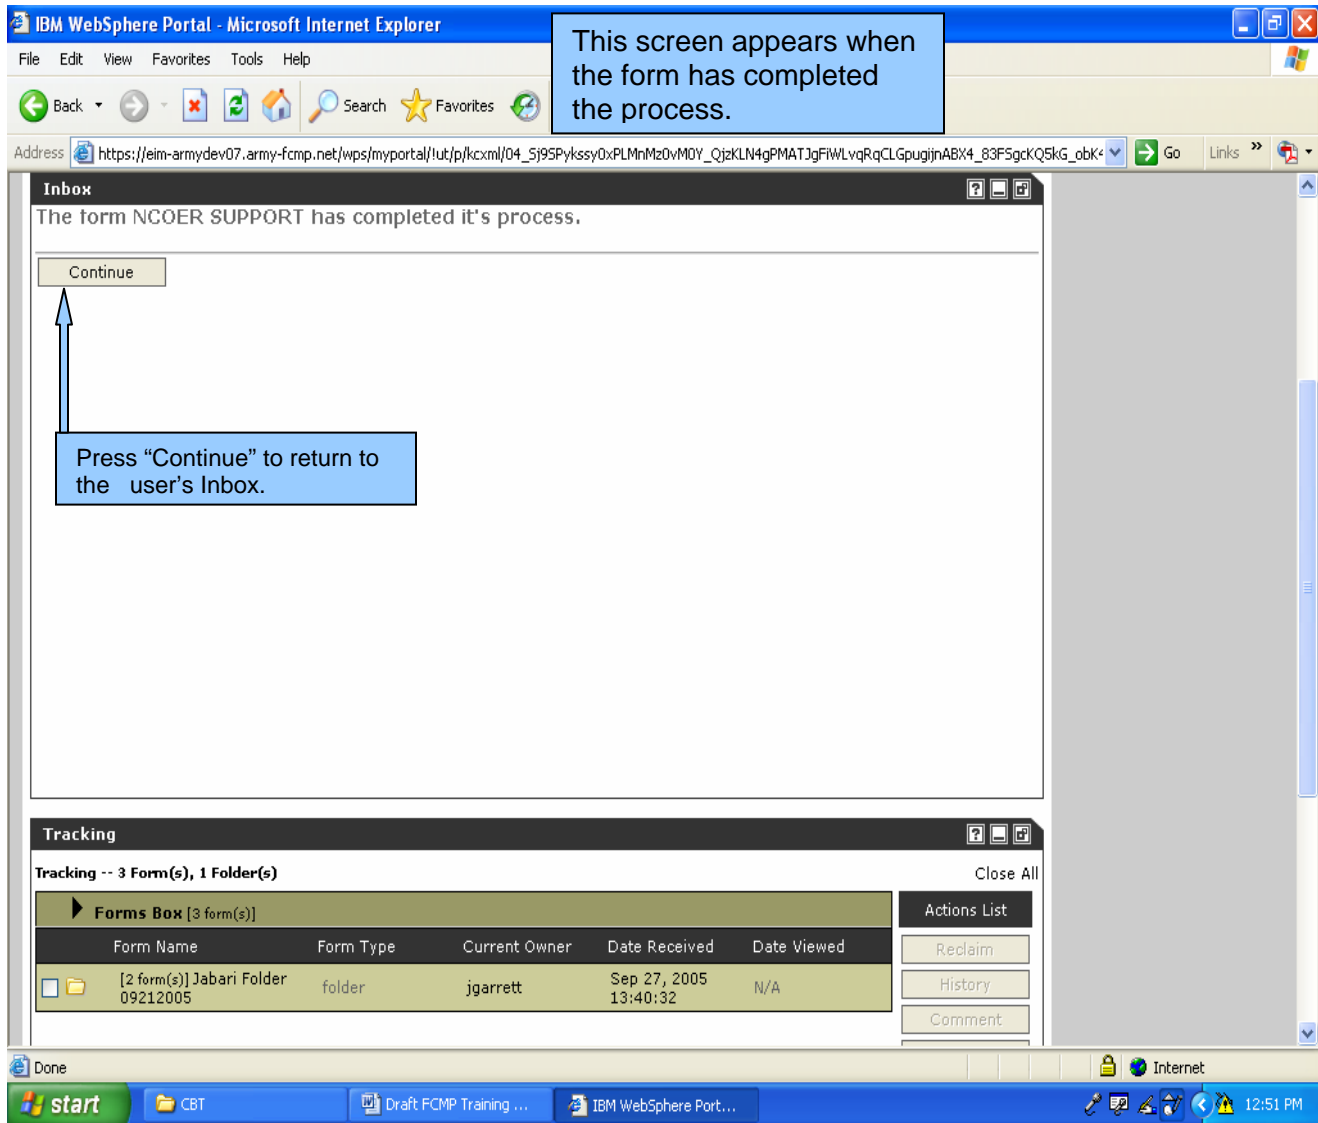 IBM WebSphere Portal - Microsoft Internet Explorer
This screen appears when
the form has completed
the process.
File Edit View Favorites Tools Help
Back Search Favorites
Address https://eim-armydev07.army-fcmp.net/wps/myportal/!ut/p/kcxml/04_Sj9SPykssy0xPLMnMz0vM0Y_QjzKLN4gPMATJgFiWLvqRqCLGpugijnABX4_83FSgcKQ5kG_obK4 Go Links »
Inbox
The form NCOER SUPPORT has completed it's process.
Continue
Press “Continue” to return to
the user’s Inbox.
Tracking
Tracking -- 3 Form(s), 1 Folder(s) Close All
Forms Box [3 form(s)] Actions List
Form Name Form Type Current Owner Date Received Date Viewed Reclaim
[2 form(s)] Jabari Folder
09212005 folder jgarrett Sep 27, 2005
13:40:32 N/A History
Comment
Done Internet
start CBT Draft FCMP Training ... IBM WebSphere Port... 12:51 PM